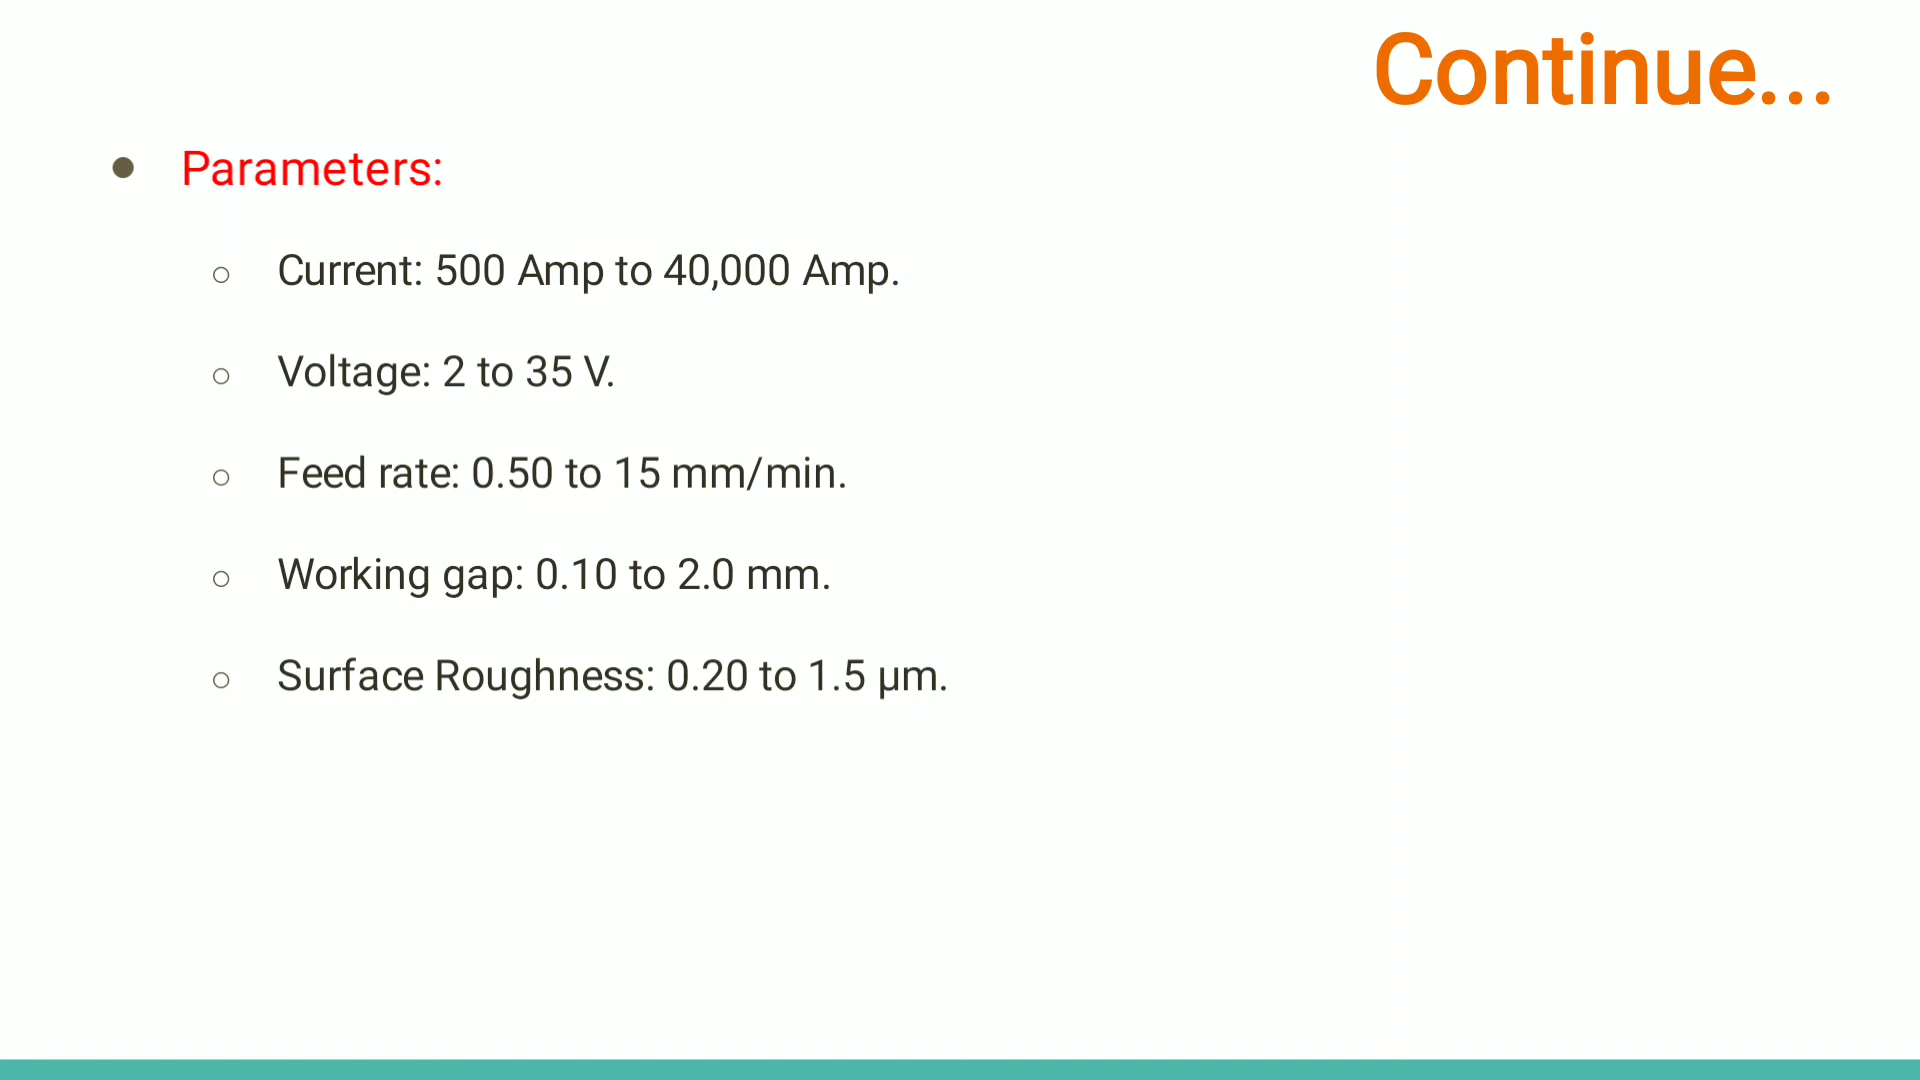 Continue...
● Parameters:
○ Current: 500 Amp to 40,000 Amp.
○ Voltage: 2 to 35 V.
○ Feed rate: 0.50 to 15 mm/min.
○ Working gap: 0.10 to 2.0 mm.
○ Surface Roughness: 0.20 to 1.5 μm.